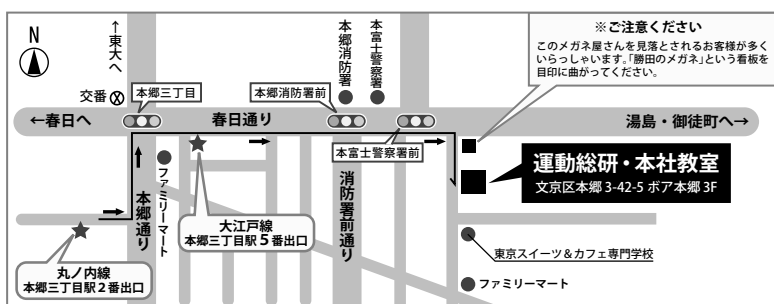 N
↑東大へ
本郷消防署
本富士警察署
※ご注意ください
このメガネ屋さんを見落とされるお客様が多く
いらっしゃいます。「勝田のメガネ」という看板を
目印に曲がってください。
交番
本郷三丁目
本郷消防署前
←春日へ
春日通り
湯島・御徒町へ→
本富士警察署前
運動総研・本社教室
文京区本郷 3-42-5 ボア本郷 3F
ファミリーマート
本郷通り
消防署前通り
大江戸線
本郷三丁目駅 5 番出口
丸ノ内線
本郷三丁目駅 2 番出口
東京スイーツ&カフェ専門学校
ファミリーマート